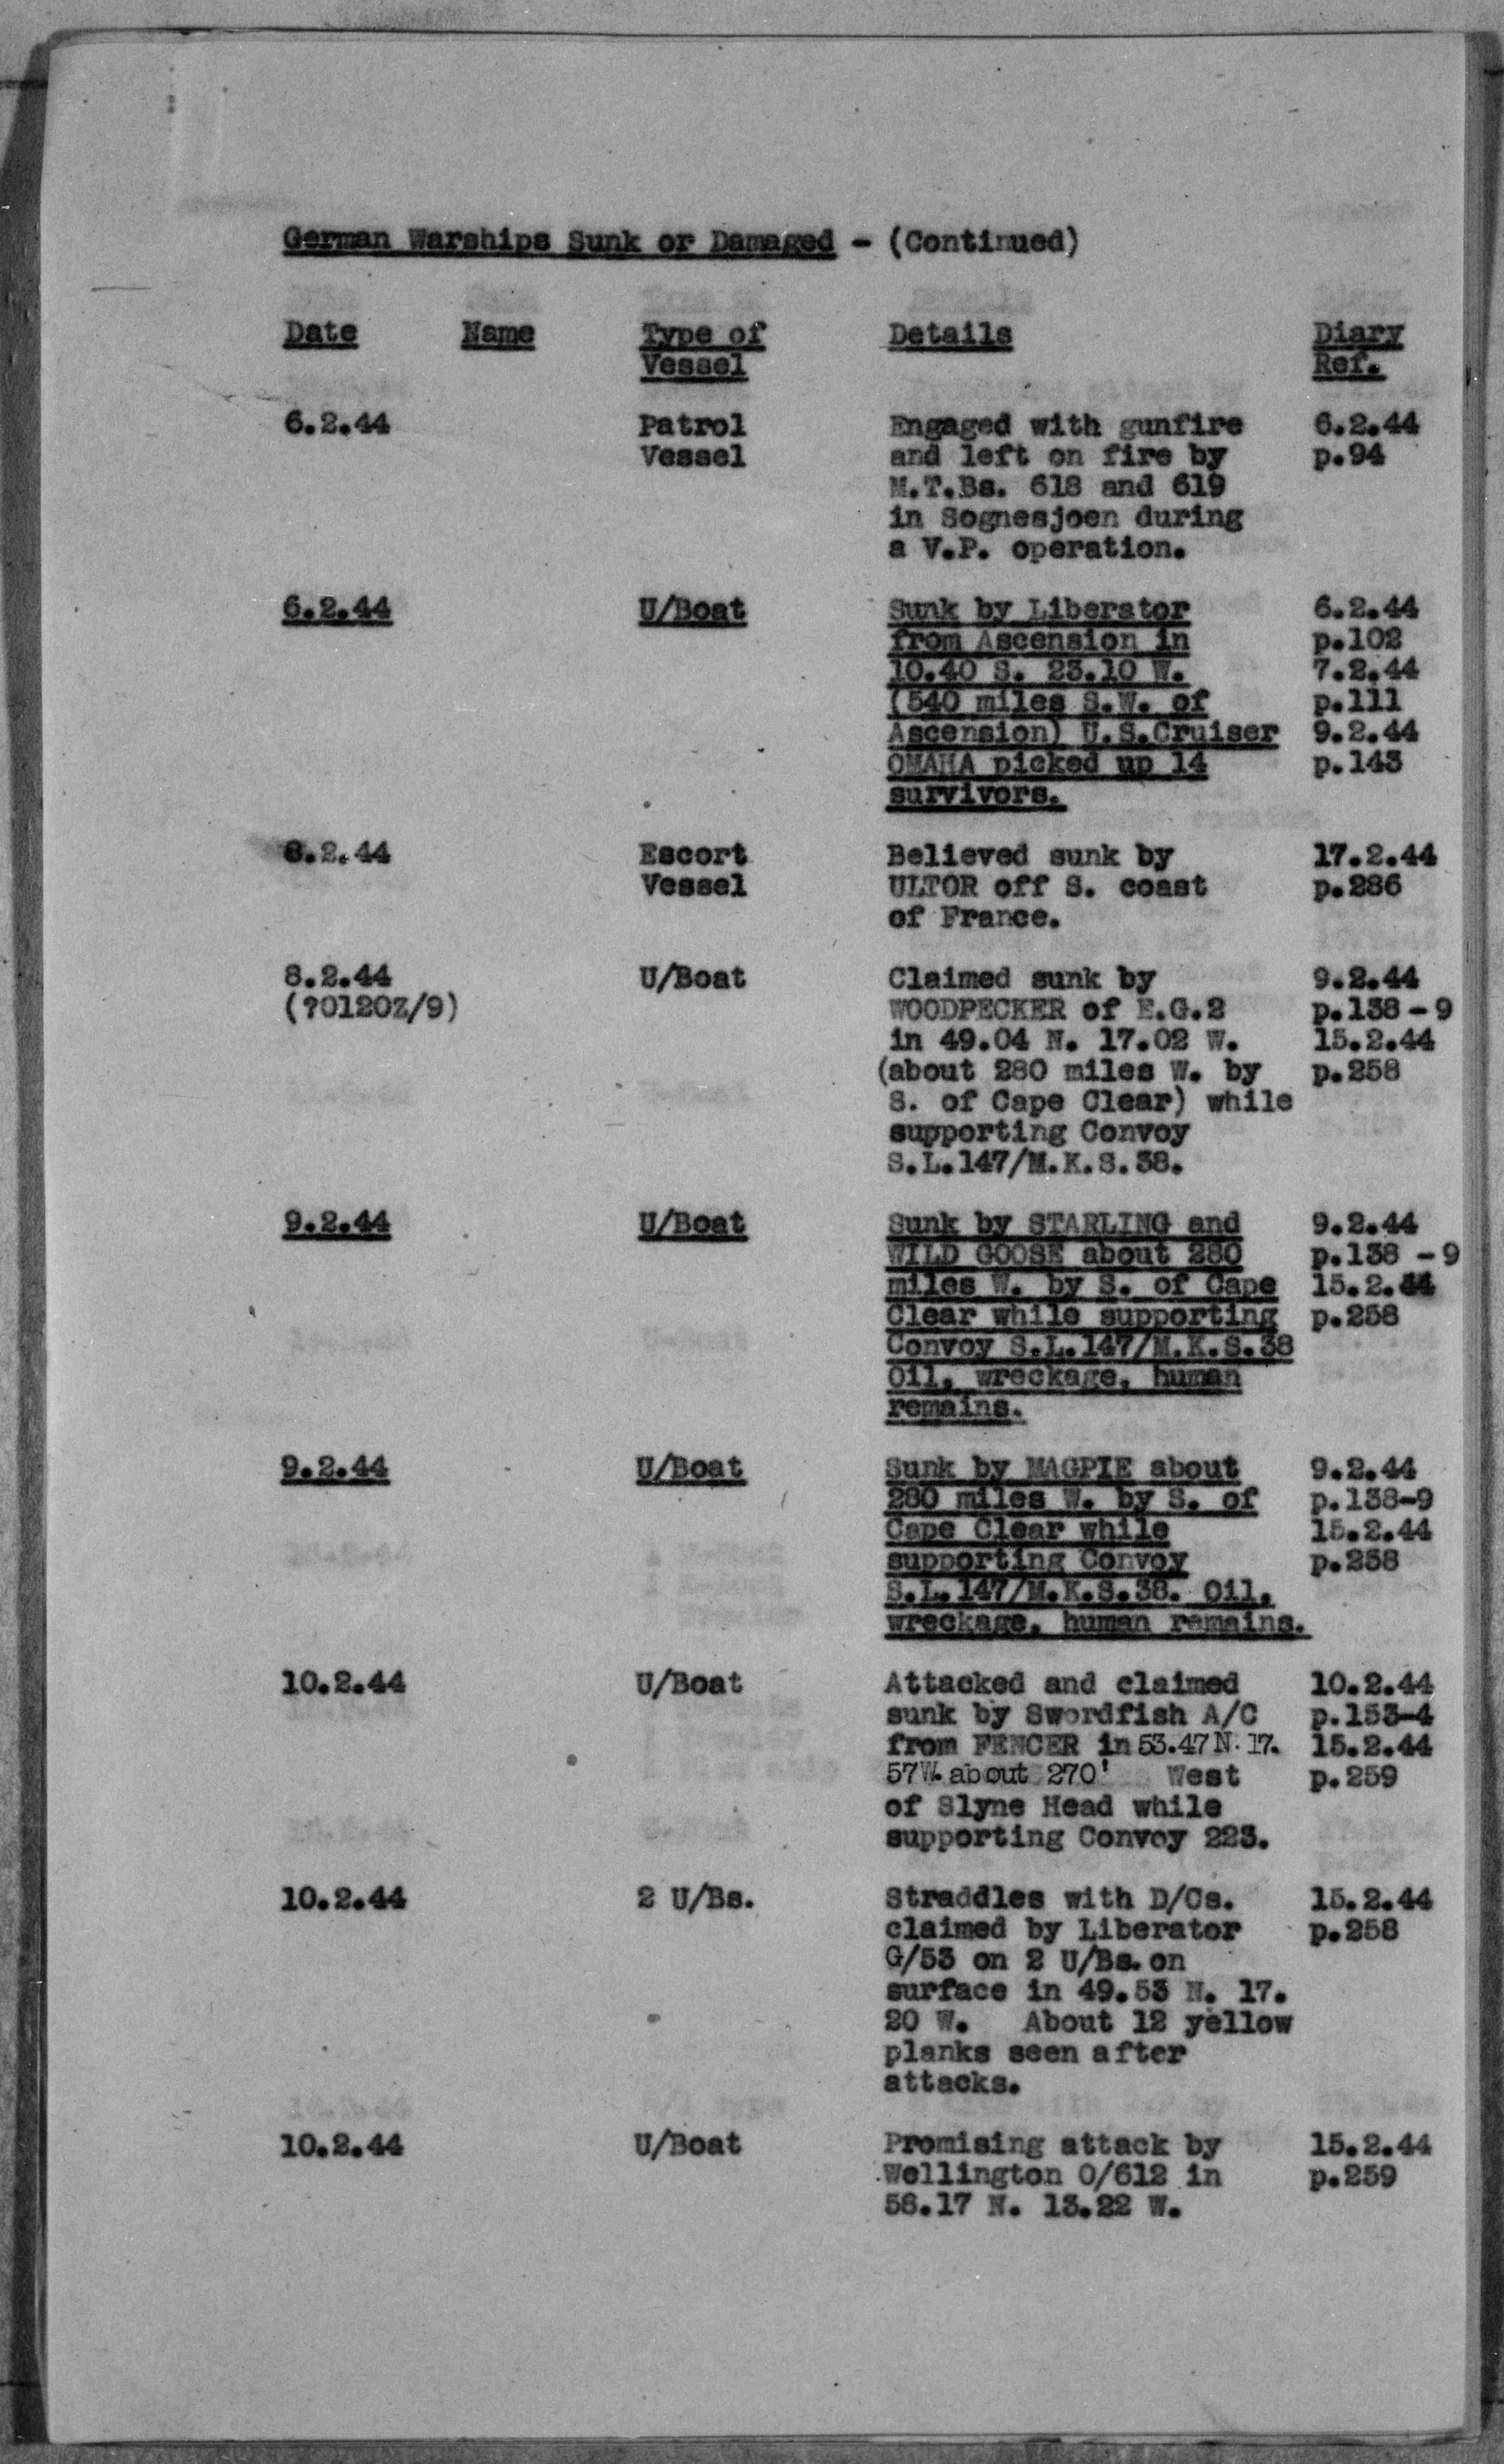 German Warships Sunk or Damaged - (Continued)
Date Name Type of Vessel Details Diary Ref.
6.2.44 Patrol Engaged with gunfire 6.2.44
Vessel and left on fire by p.94
M.T.Bs. 618 and 619
in Sognesjoen during
a V.P. operation.
6.2.44 U/Boat Sunk by Liberator 6.2.44
from Ascension in p.102
10.40 S. 23.10 W. 7.2.44
(540 miles S.W. of p.111
Ascension) U.S.Cruiser 9.2.44
OMAHA picked up 14 p.143
survivors.
8.2.44 Escort Believed sunk by 17.2.44
Vessel ULTOR off S. coast p.286
of France.
8.2.44 U/Boat Claimed sunk by 9.2.44
(?0120Z/9) WOODPECKER of E.G.2 p.138-9
in 49.04 N. 17.02 W. 15.2.44
(about 280 miles W. by p.258
S. of Cape Clear) while
supporting Convoy
S.L.147/M.K.S.38.
9.2.44 U/Boat Sunk by STARLING and 9.2.44
WILD GOOSE about 280 p.138 -9
miles W. by S. of Cape 15.2.44
Clear while supporting p.258
Convoy S.L.147/M.K.S.38
Oil, wreckage, human
remains.
9.2.44 U/Boat Sunk by MAGPIE about 9.2.44
280 miles W. by S. of p.138-9
Cape Clear while 15.2.44
supporting Convoy p.258
S.L.147/M.K.S.38. Oil,
wreckage, human remains.
10.2.44 U/Boat Attacked and claimed 10.2.44
sunk by Swordfish A/C p.153-4
from FENCER in 53.47 N. 17. 15.2.44
57W. about 270' West p.259
of Slyne Head while
supporting Convoy 223.
10.2.44 2 U/Bs. Straddles with D/Cs. 15.2.44
claimed by Liberator p.258
G/53 on 2 U/Bs. on
surface in 49.53 N. 17.
20 W. About 12 yellow
planks seen after
attacks.
10.2.44 U/Boat Promising attack by 15.2.44
Wellington O/612 in p.259
58.17 N. 13.22 W.